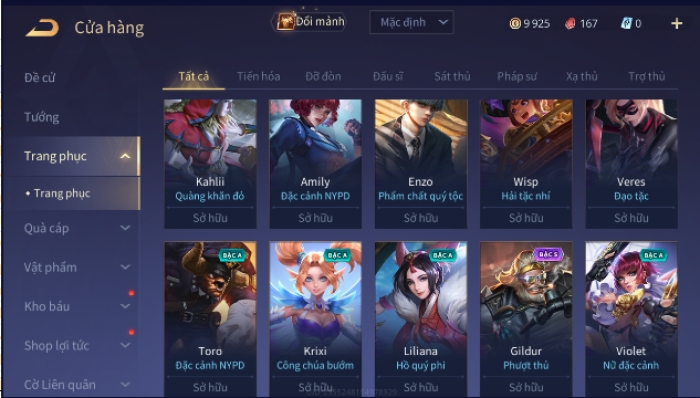 Cửa hàng
Đổi mảnh
Mặc định
9 925
167
0
Đề cử
Tướng
Trang phục
• Trang phục
Quà cáp
Vật phẩm
Kho báu
Shop lợi tức
Cờ Liên quân
Tất cả Tiến hóa Đỡ đòn Đấu sĩ Sát thủ Pháp sư Xạ thủ Trợ thủ
Kahlii
Quàng khăn đỏ
Sở hữu
Amily
Đặc cảnh NYPD
Sở hữu
Enzo
Phẩm chất quý tộc
Sở hữu
Wisp
Hải tặc nhí
Sở hữu
Veres
Đạo tặc
Sở hữu
BẬC A
Toro
Đặc cảnh NYPD
Sở hữu
BẬC A
Krixi
Công chúa bướm
Sở hữu
BẬC A
Liliana
Hồ quý phi
Sở hữu
BẬC S
Gildur
Phượt thủ
Sở hữu
BẬC A
Violet
Nữ đặc cảnh
Sở hữu